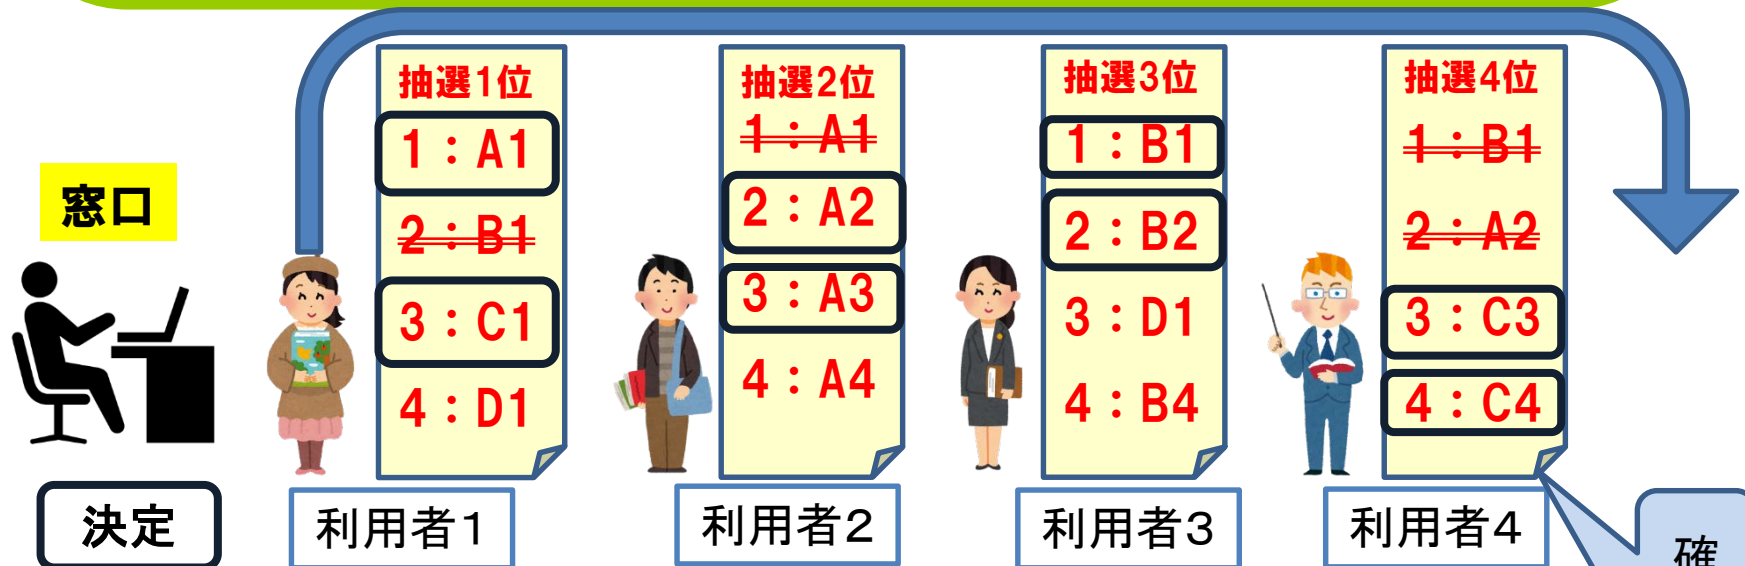 抽選1位
1：A1
2：B1
3：C1
4：D1
抽選2位
1：A1
2：A2
3：A3
4：A4
抽選3位
1：B1
2：B2
3：D1
4：B4
抽選4位
1：B1
2：A2
3：C3
4：C4
窓口
決定
利用者1
利用者2
利用者3
利用者4
確